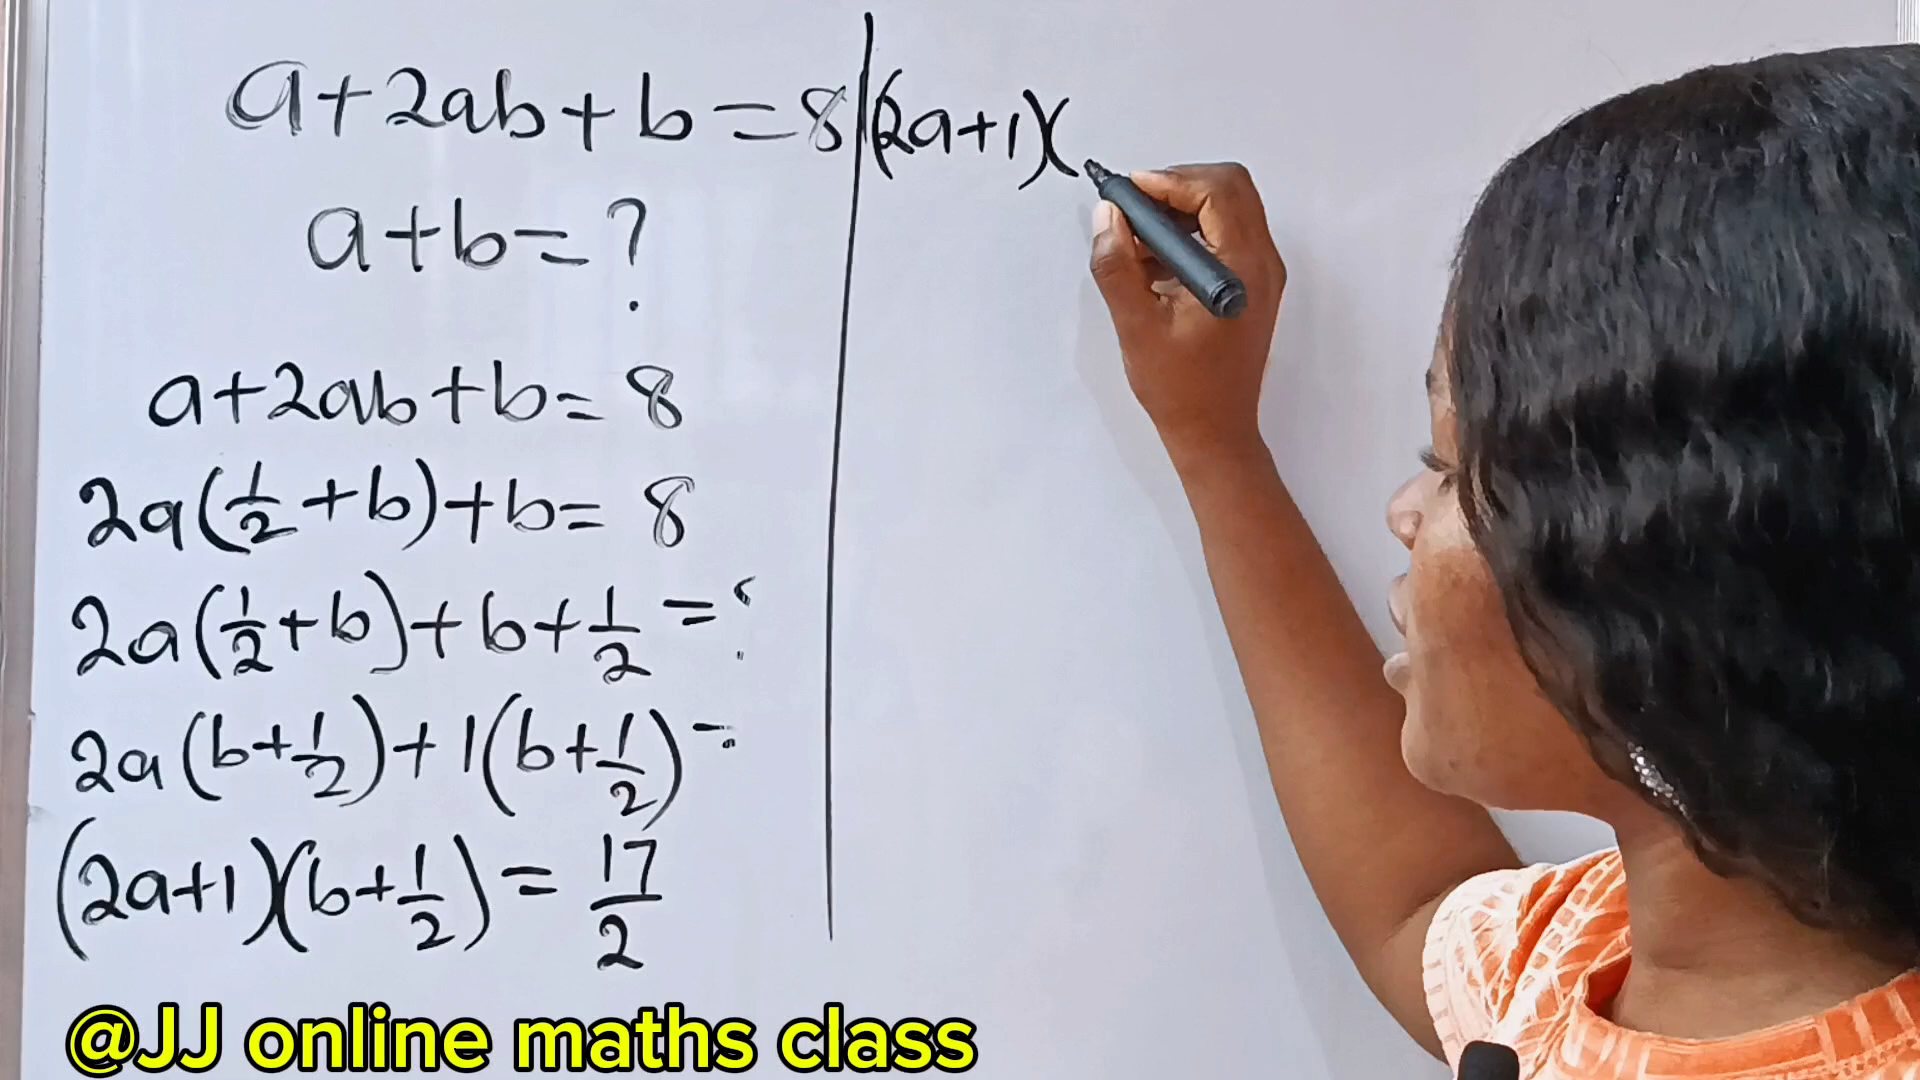 a+2ab+b=8
a+b=?
a+2ab+b=8
2a(1/2+b)+b=8
2a(1/2+b)+b+1/2=
2a(b+1/2)+1(b+1/2)
(2a+1)(b+1/2)=17/2
(2a+1)(
@JJ online maths class